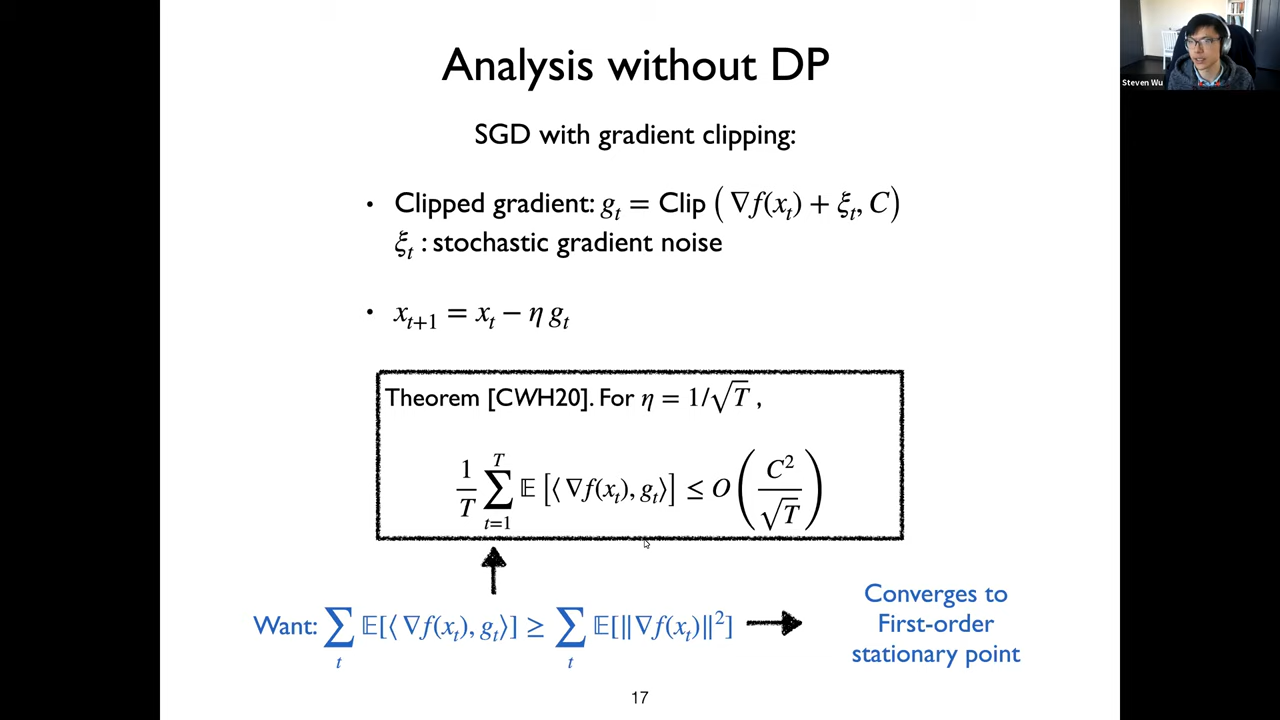 Analysis without DP
Steven Wu
SGD with gradient clipping:
• Clipped gradient: g_t = Clip (∇f(x_t) + ξ_t, C)
ξ_t : stochastic gradient noise
• x_{t+1} = x_t − η g_t
Theorem [CWH20]. For η = 1/√T ,
1/T ∑_{t=1}^{T} 𝔼 [⟨∇f(x_t), g_t⟩] ≤ O(C²/√T)
Want: ∑_t 𝔼[⟨∇f(x_t), g_t⟩] ≥ ∑_t 𝔼[‖∇f(x_t)‖²]
Converges to
First-order
stationary point
17